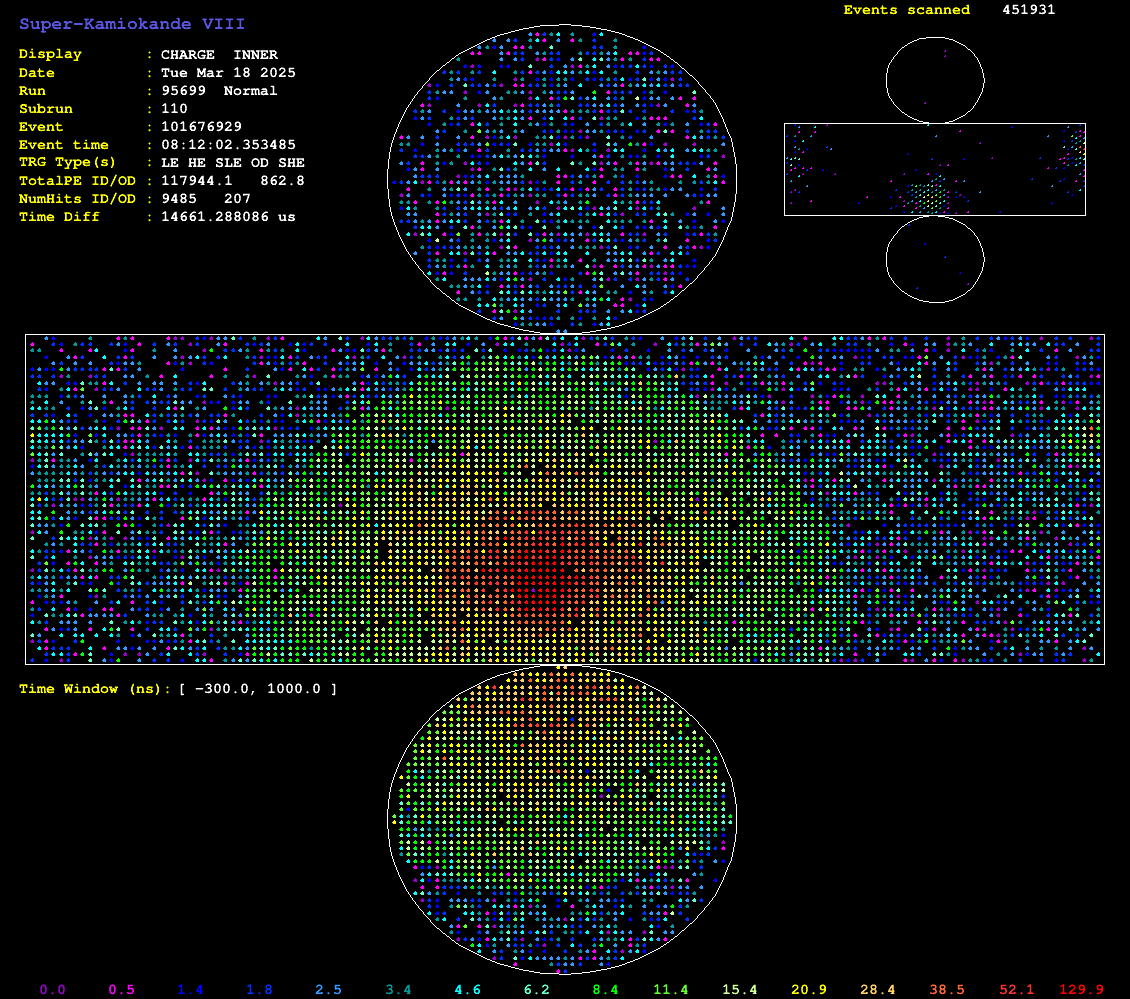 Super-Kamiokande VIII
Events scanned 451931
Display : CHARGE INNER
Date : Tue Mar 18 2025
Run : 95699 Normal
Subrun : 110
Event : 101676929
Event time : 08:12:02.353485
TRG Type(s) : LE HE SLE OD SHE
TotalPE ID/OD : 117944.1 862.8
NumHits ID/OD : 9485 207
Time Diff : 14661.288086 us
Time Window (ns): [ -300.0, 1000.0 ]
0.0 0.5 1.4 1.8 2.5 3.4 4.6 6.2 8.4 11.4 15.4 20.9 28.4 38.5 52.1 129.9